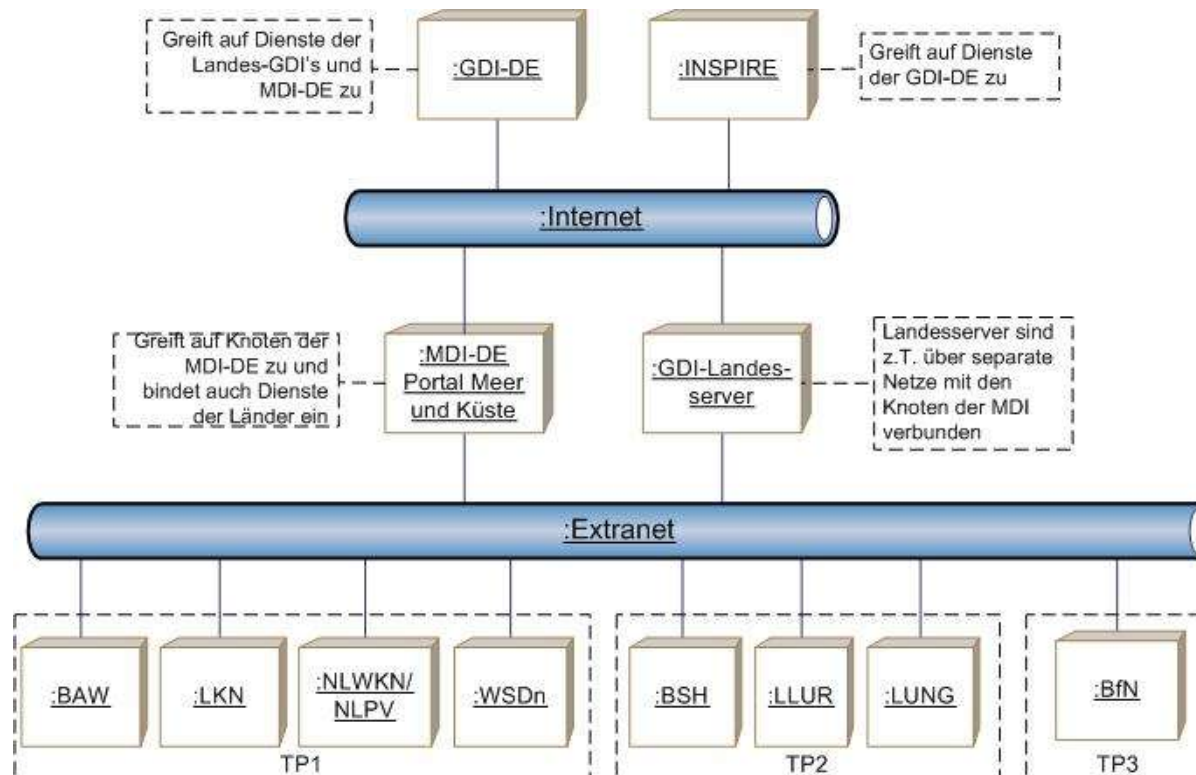 Greift auf Dienste der
Landes-GDI's und
MDI-DE zu
:GDI-DE
:INSPIRE
Greift auf Dienste
der GDI-DE zu
:Internet
Greift auf Knoten der
MDI-DE zu und
bindet auch Dienste
der Länder ein
:MDI-DE
Portal Meer
und Küste
:GDI-Landes-
server
Landesserver sind
z.T. über separate
Netze mit den
Knoten der MDI
verbunden
:Extranet
:BAW
:LKN
:NLWKN/
NLPV
:WSDn
:BSH
:LLUR
:LUNG
:BfN
TP1
TP2
TP3